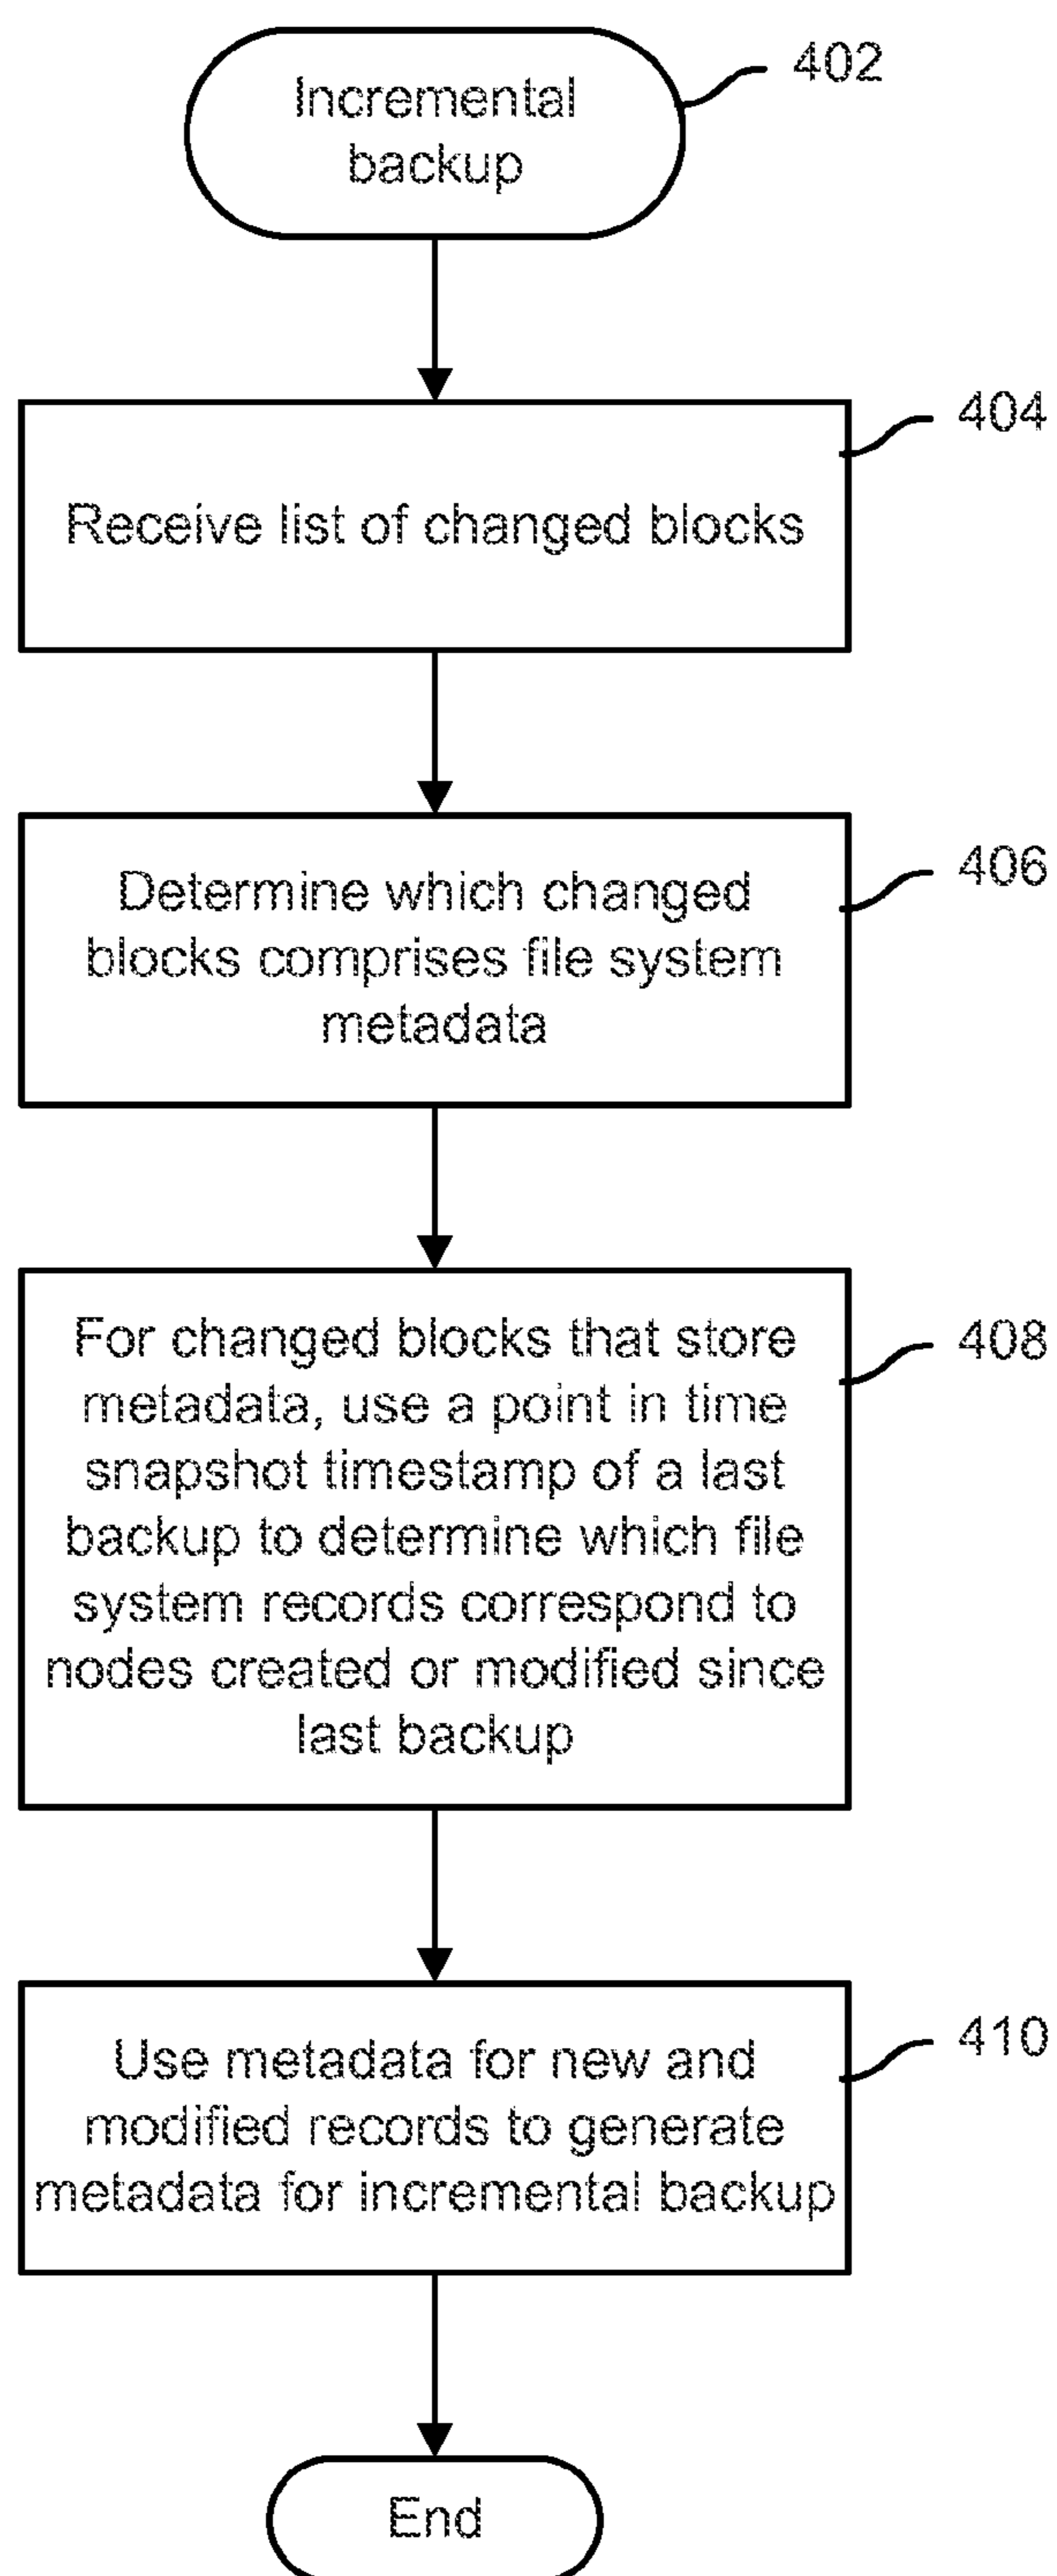 Incremental
backup
402
404
Receive list of changed blocks
406
Determine which changed
blocks comprises file system
metadata
408
For changed blocks that store
metadata, use a point in time
snapshot timestamp of a last
backup to determine which file
system records correspond to
nodes created or modified since
last backup
410
Use metadata for new and
modified records to generate
metadata for incremental backup
End